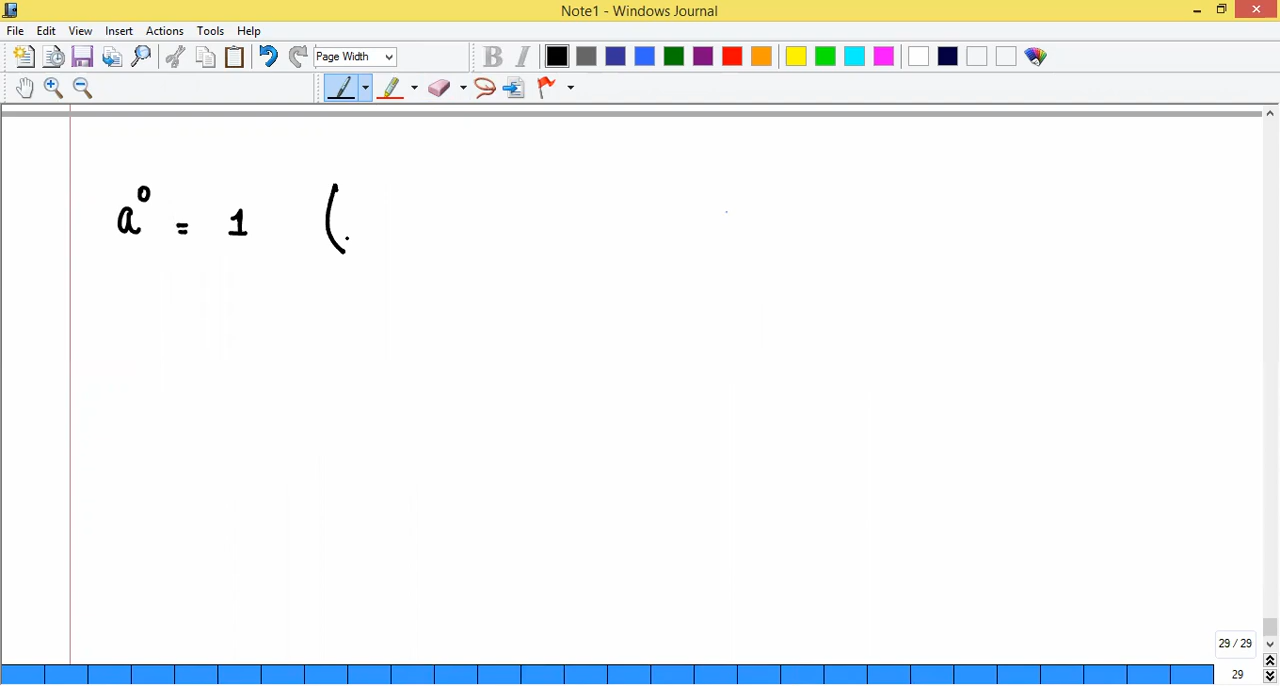 Note1 - Windows Journal
File Edit View Insert Actions Tools Help
Page Width B I
a⁰ = 1 (
29 / 29
29